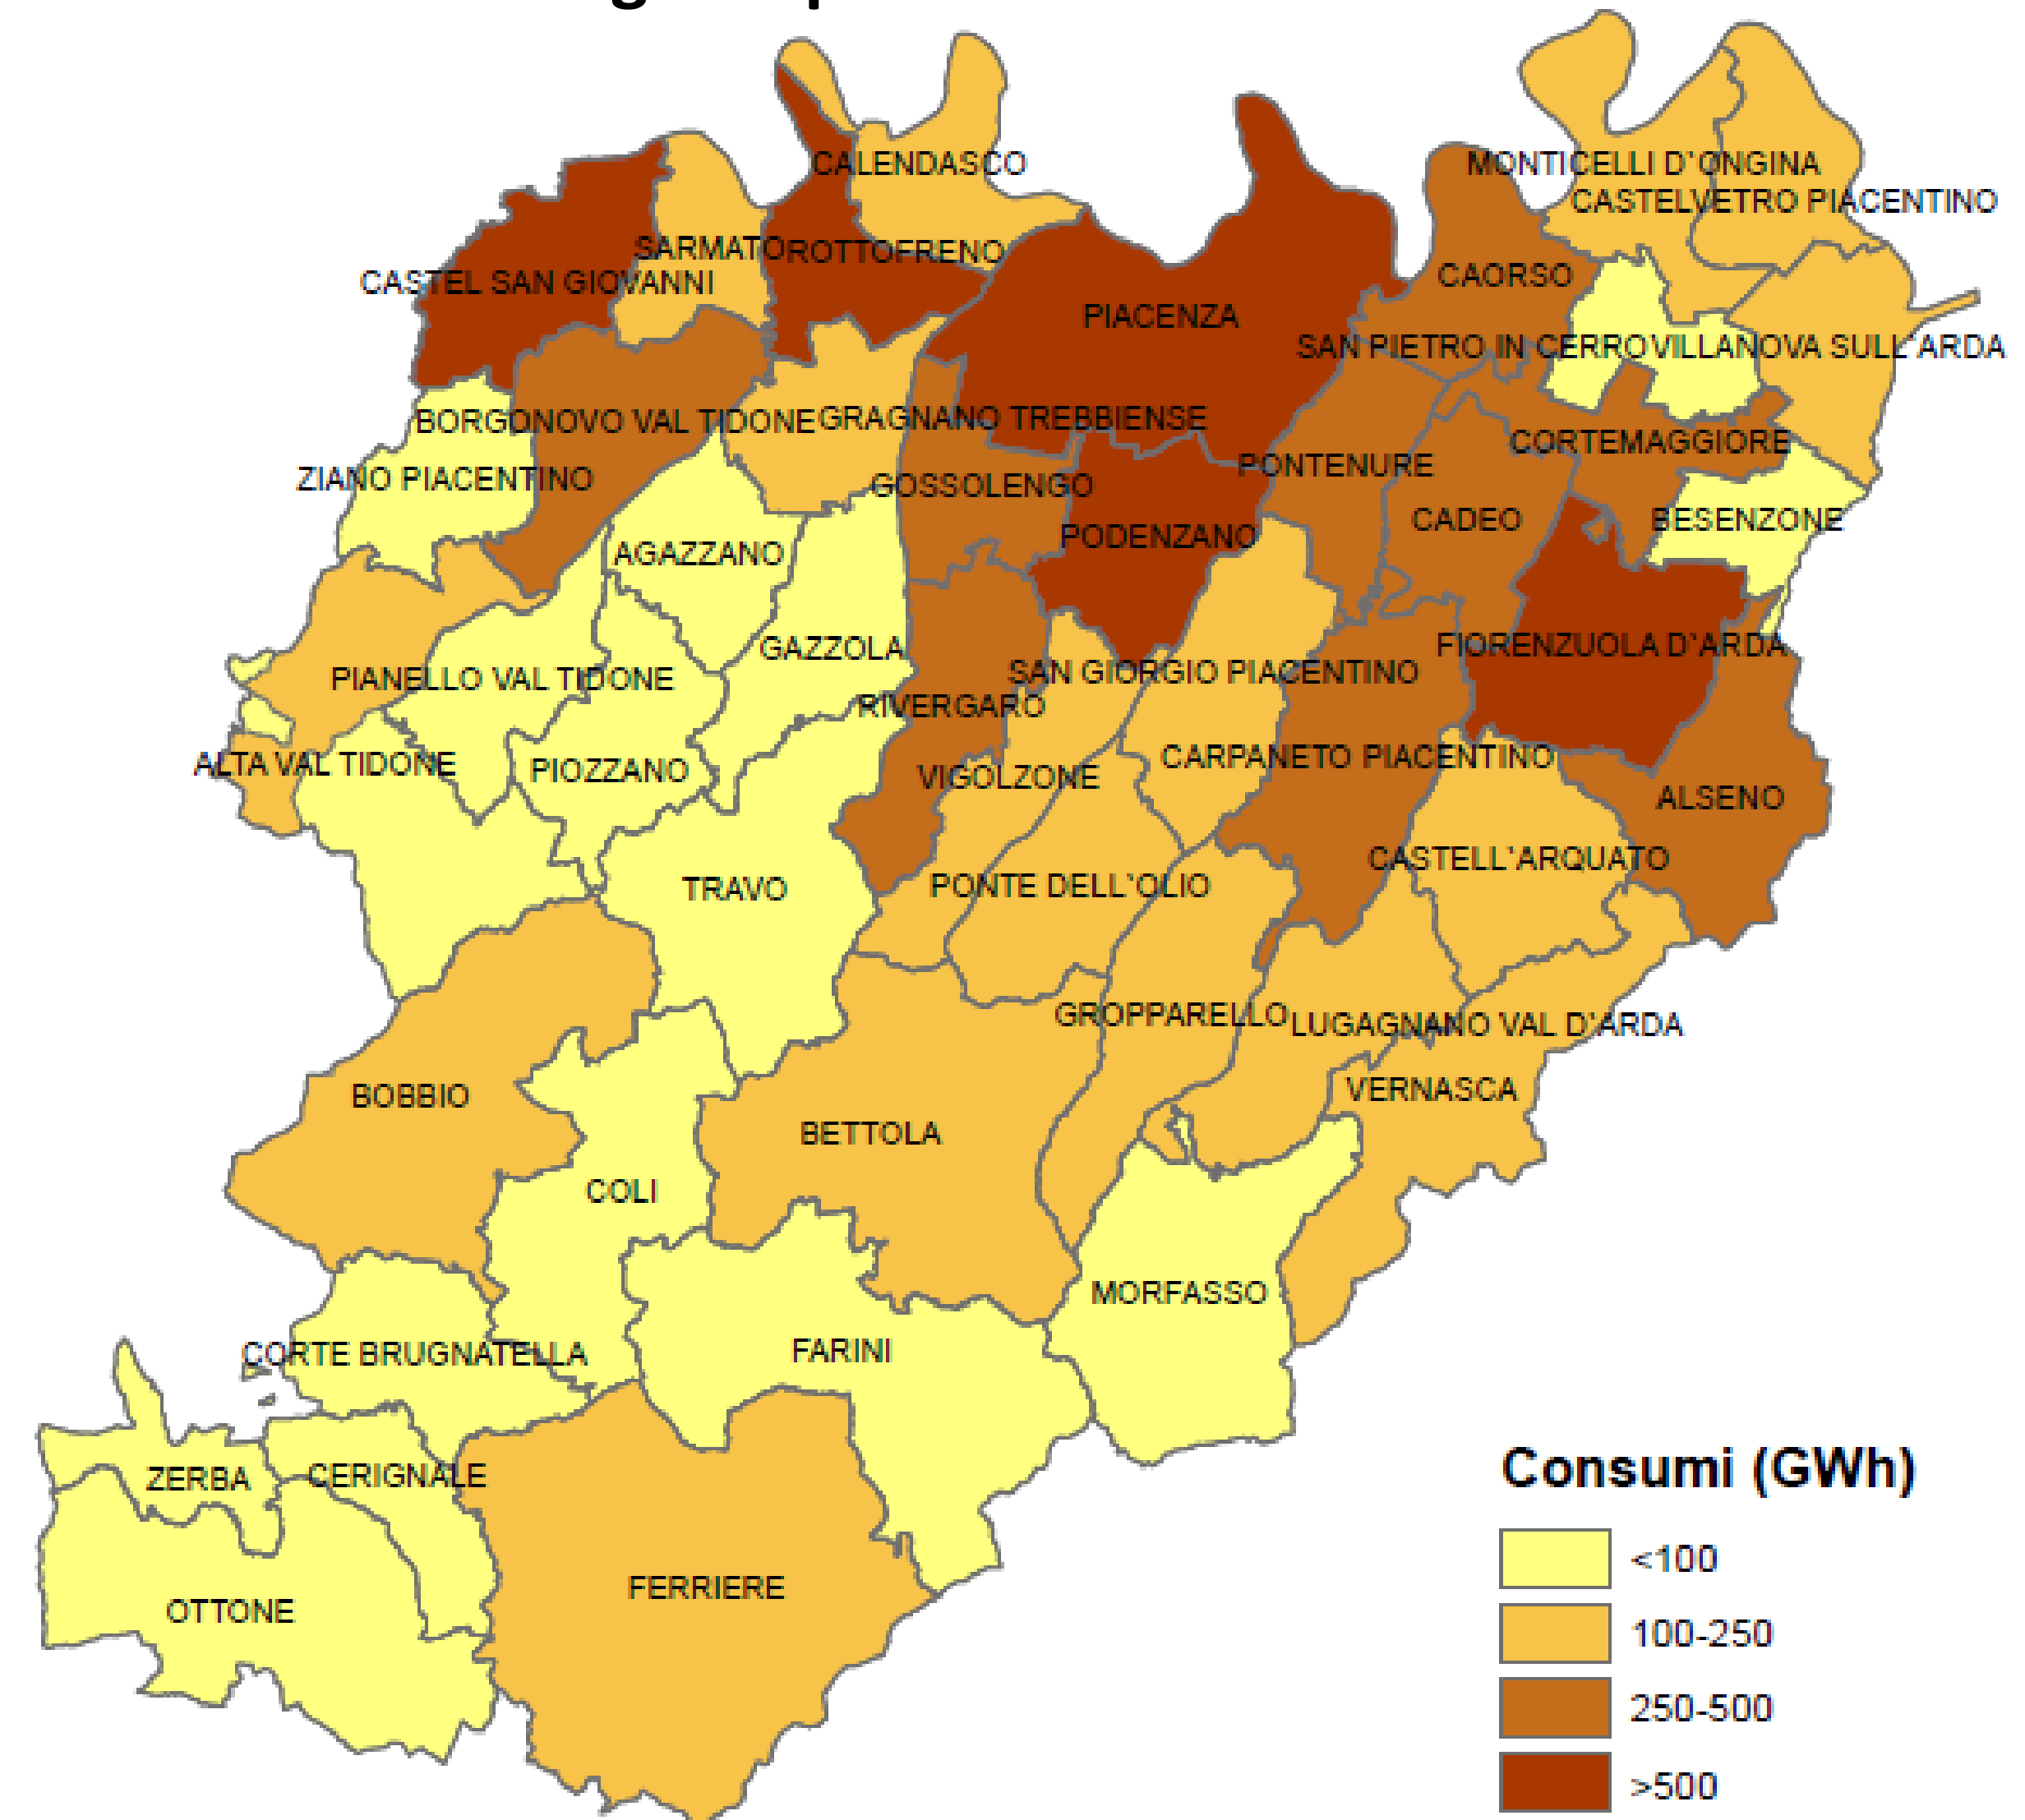 CALENDASCO
MONTICELLI D'ONGINA
CASTELVETRO PIACENTINO
SARMATO
ROTTOFRENO
CASTEL SAN GIOVANNI
CAORSO
PIACENZA
SAN PIETRO IN CERRO
VILLANOVA SULL'ARDA
BORGONOVO VAL TIDONE
GRAGNANO TREBBIENSE
CORTEMAGGIORE
ZIANO PIACENTINO
GOSSOLENGO
PONTENURE
PODENZANO
CADEO
BESENZONE
AGAZZANO
GAZZOLA
FIORENZUOLA D'ARDA
PIANELLO VAL TIDONE
SAN GIORGIO PIACENTINO
RIVERGARO
ALTA VAL TIDONE
PIOZZANO
VIGOLZONE
CARPANETO PIACENTINO
ALSENO
CASTELL'ARQUATO
TRAVO
PONTE DELL'OLIO
GROPPARELLO
LUGAGNANO VAL D'ARDA
BOBBIO
VERNASCA
BETTOLA
COLI
MORFASSO
CORTE BRUGNATELLA
FARINI
ZERBA
CERIGNALE
FERRIERE
OTTONE
Consumi (GWh)
<100
100-250
250-500
>500